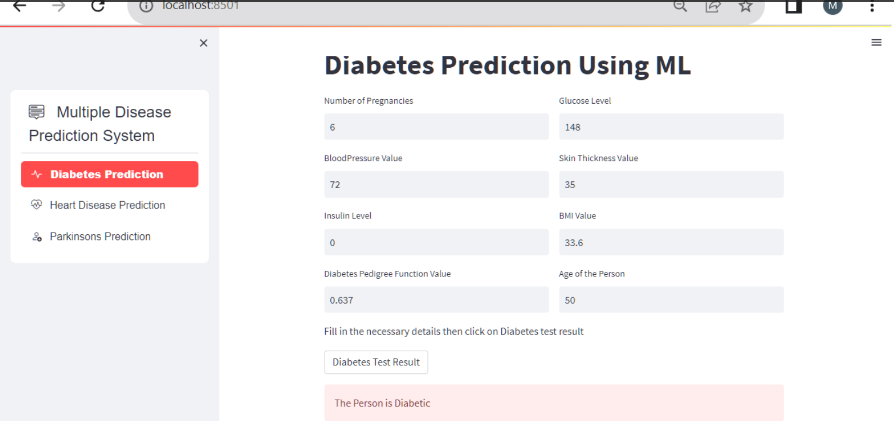 localhost:8501
M
Multiple Disease
Prediction System
Diabetes Prediction
Heart Disease Prediction
Parkinsons Prediction
Diabetes Prediction Using ML
Number of Pregnancies
Glucose Level
6
148
BloodPressure Value
Skin Thickness Value
72
35
Insulin Level
BMI Value
0
33.6
Diabetes Pedigree Function Value
Age of the Person
0.637
50
Fill in the necessary details then click on Diabetes test result
Diabetes Test Result
The Person is Diabetic